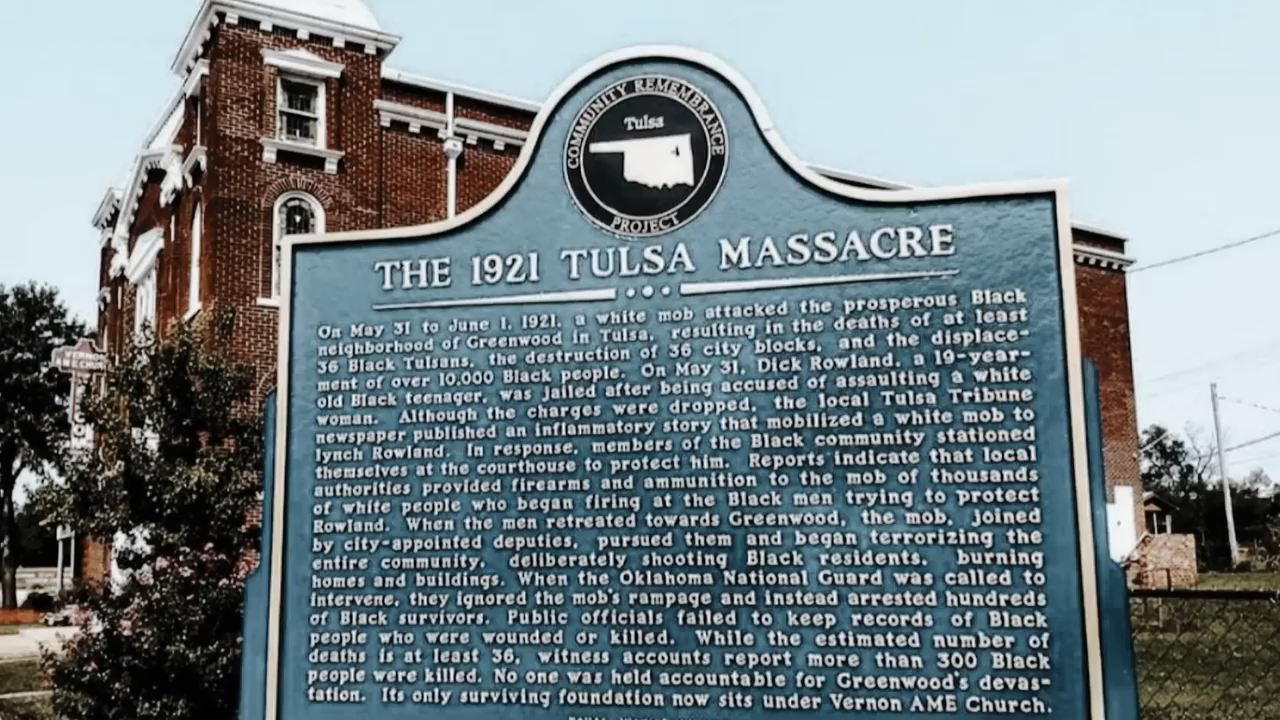 COMMUNITY REMEMBRANCE
Tulsa
PROJECT
THE 1921 TULSA MASSACRE
On May 31 to June 1, 1921, a white mob attacked the prosperous Black
neighborhood of Greenwood in Tulsa, resulting in the deaths of at least
36 Black Tulsans, the destruction of 36 city blocks, and the displace-
ment of over 10,000 Black people. On May 31, Dick Rowland, a 19-year-
old Black teenager, was jailed after being accused of assaulting a white
woman. Although the charges were dropped, the local Tulsa Tribune
newspaper published an inflammatory story that mobilized a white mob to
lynch Rowland. In response, members of the Black community stationed
themselves at the courthouse to protect him. Reports indicate that local
authorities provided firearms and ammunition to the mob of thousands
of white people who began firing at the Black men trying to protect
Rowland. When the men retreated towards Greenwood, the mob, joined
by city-appointed deputies, pursued them and began terrorizing the
entire community, deliberately shooting Black residents, burning
homes and buildings. When the Oklahoma National Guard was called to
intervene, they ignored the mob's rampage and instead arrested hundreds
of Black survivors. Public officials failed to keep records of Black
people who were wounded or killed. While the estimated number of
deaths is at least 36, witness accounts report more than 300 Black
people were killed. No one was held accountable for Greenwood's devas-
tation. Its only surviving foundation now sits under Vernon AME Church.
VERNON